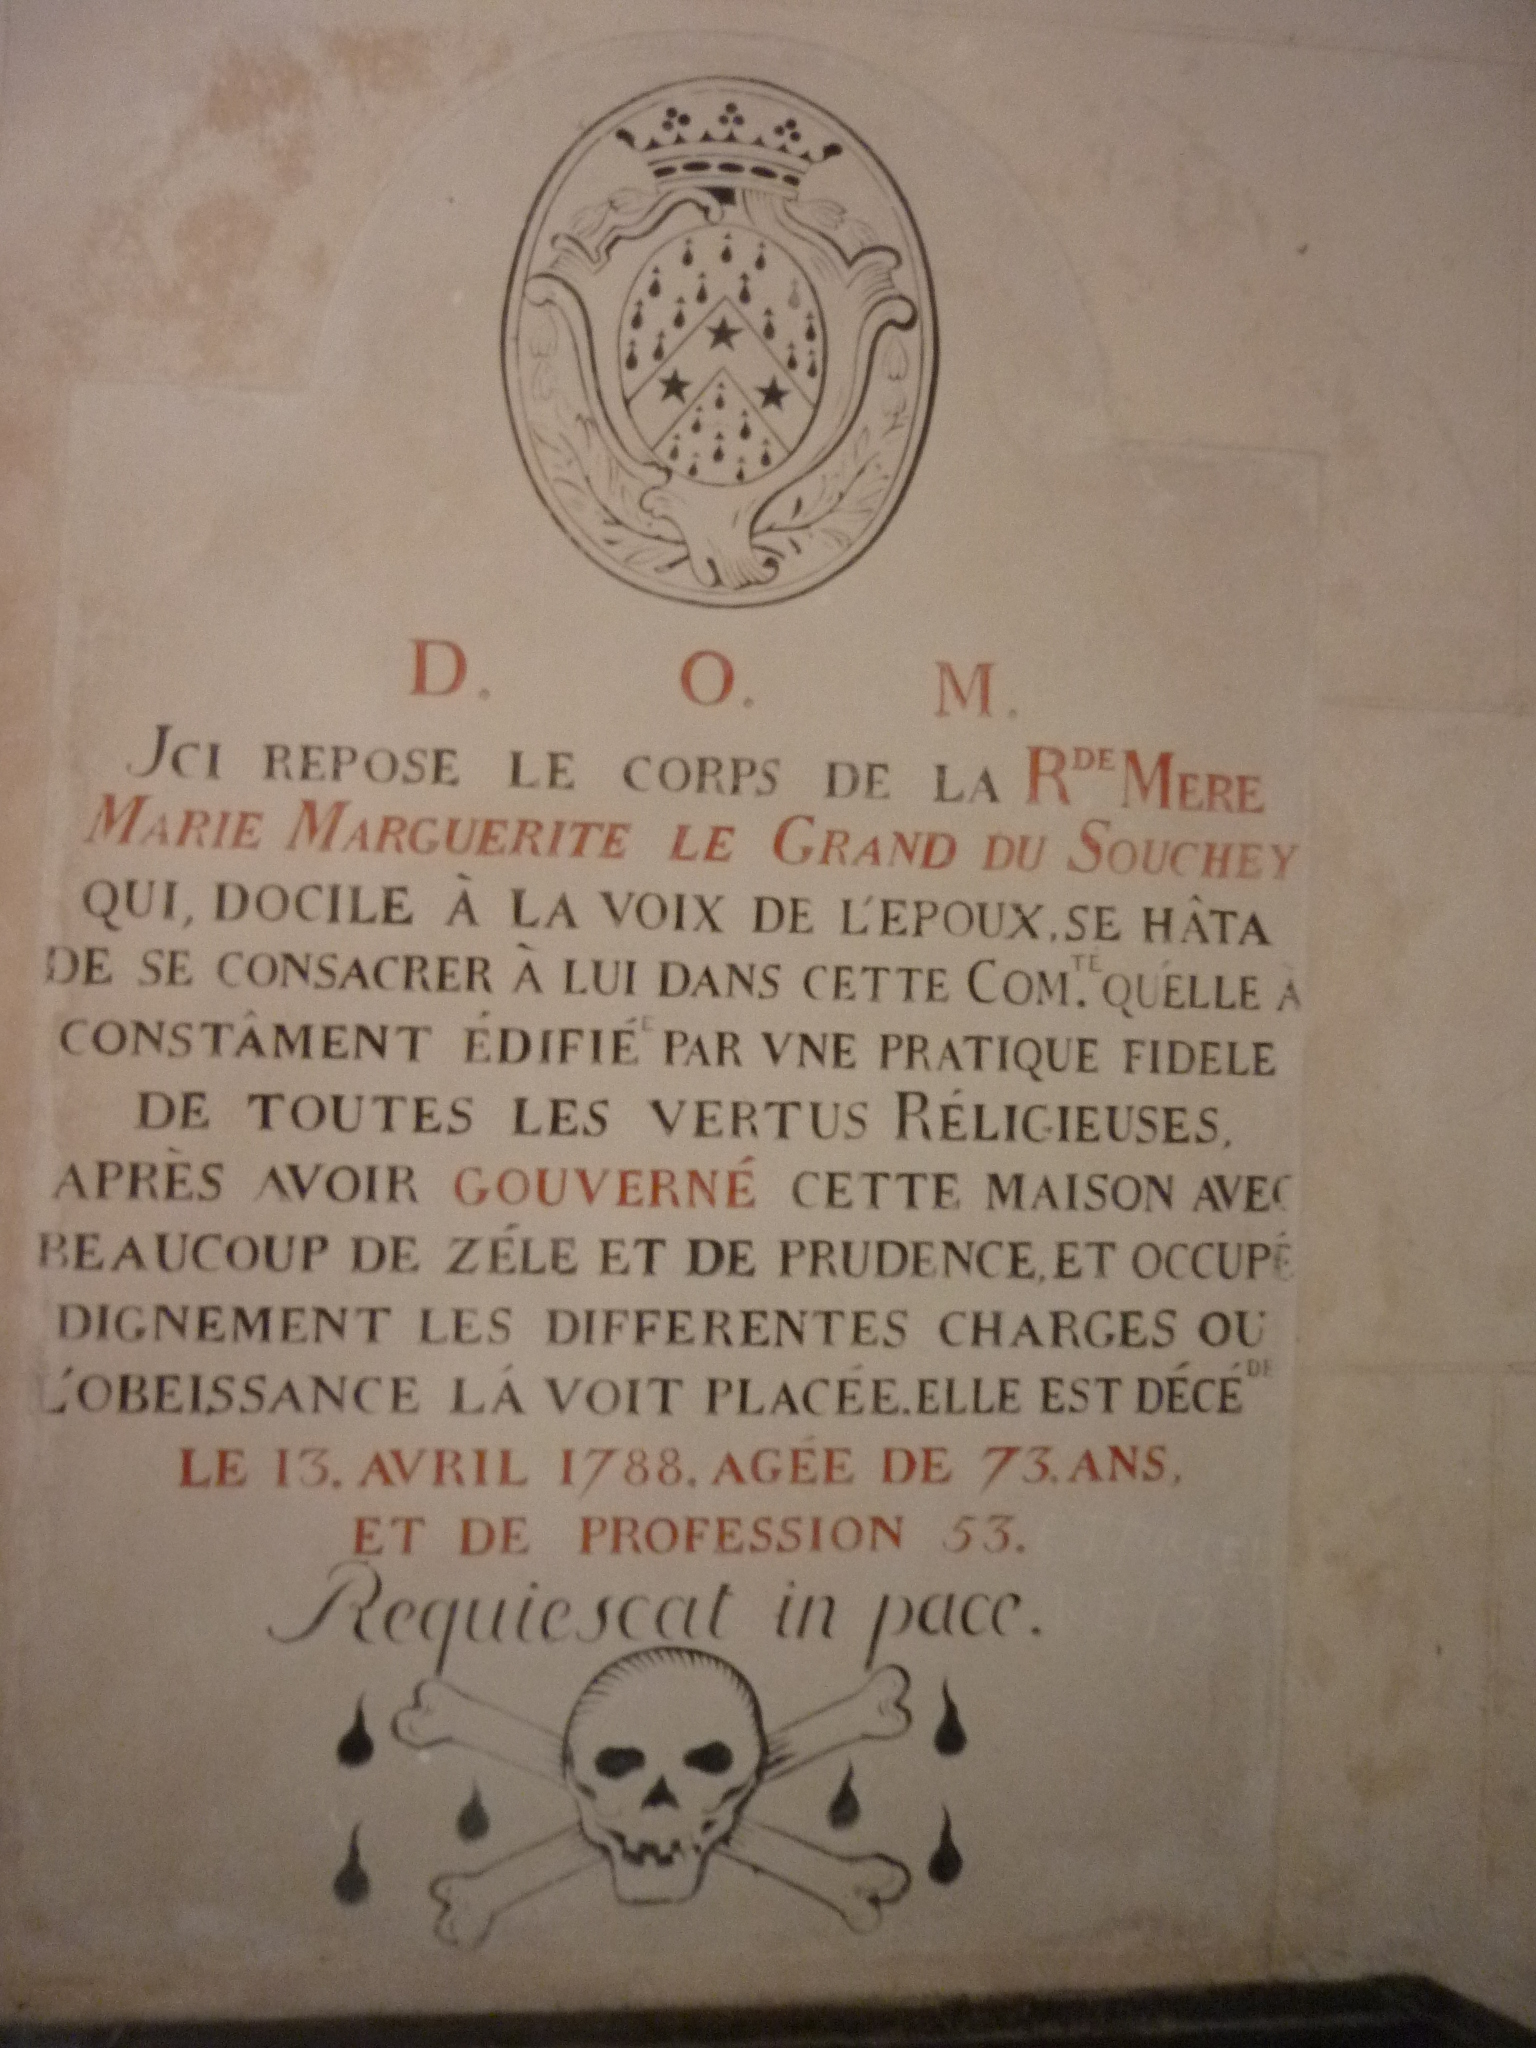 D. O. M.
JCI REPOSE LE CORPS DE LA RDE MERE
MARIE MARGUERITE LE GRAND DU SOUCHEY
QUI, DOCILE À LA VOIX DE L'EPOUX, SE HÂTA
DE SE CONSACRER À LUI DANS CETTE COM.TÉ QU'ELLE À
CONSTÂMENT ÉDIFIÉE PAR VNE PRATIQUE FIDELE
DE TOUTES LES VERTUS RÉLIGIEUSES,
APRÈS AVOIR GOUVERNÉ CETTE MAISON AVEC
BEAUCOUP DE ZÉLE ET DE PRUDENCE, ET OCCUPÉ
DIGNEMENT LES DIFFERENTES CHARGES OU
L'OBEISSANCE LÁ VOIT PLACÉE. ELLE EST DÉCÉDE
LE 13. AVRIL 1788. AGÉE DE 73. ANS,
ET DE PROFESSION 53.
Requiescat in pace.